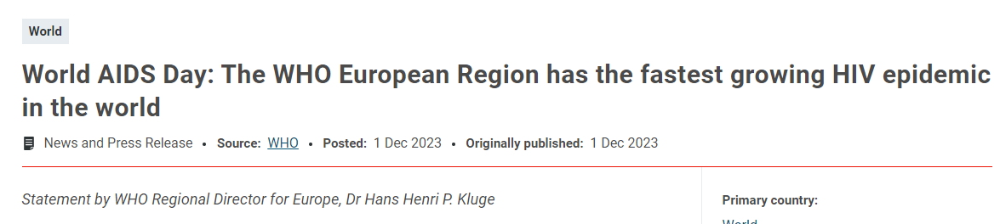 World
World AIDS Day: The WHO European Region has the fastest growing HIV epidemic
in the world
News and Press Release • Source: WHO • Posted: 1 Dec 2023 • Originally published: 1 Dec 2023
Statement by WHO Regional Director for Europe, Dr Hans Henri P. Kluge
Primary country:
World